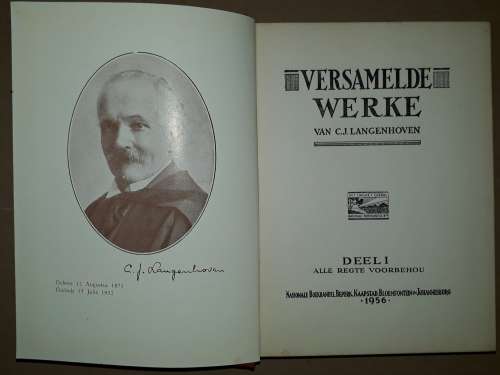 C. J. Langenhoven
Gebore 13 Augustus 1873
Oorlede 15 Julie 1932
VERSAMELDE
WERKE
VAN C.J. LANGENHOVEN
DEEL I
ALLE REGTE VOORBEHOU
NASIONALE BOEKHANDEL BEPERK, KAAPSTAD, BLOEMFONTEIN EN JOHANNESBURG
·1956·